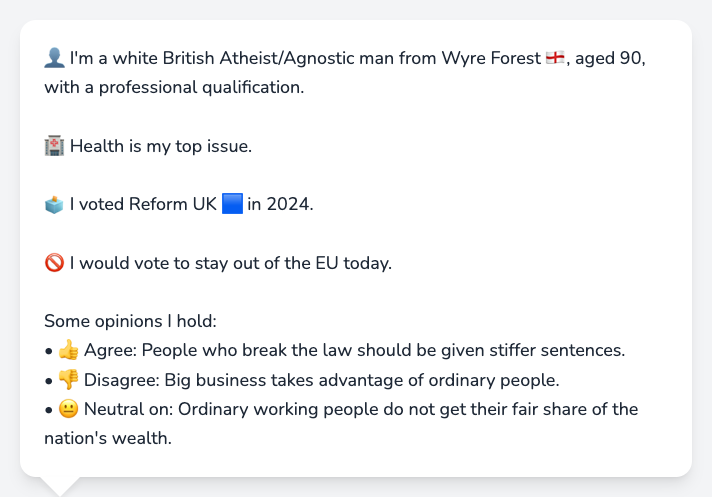 👤 I'm a white British Atheist/Agnostic man from Wyre Forest 🏴󠁧󠁢󠁥󠁮󠁧󠁿, aged 90,
with a professional qualification.
🏥 Health is my top issue.
🗳️ I voted Reform UK 🟦 in 2024.
🚫 I would vote to stay out of the EU today.
Some opinions I hold:
• 👍 Agree: People who break the law should be given stiffer sentences.
• 👎 Disagree: Big business takes advantage of ordinary people.
• 😐 Neutral on: Ordinary working people do not get their fair share of the
nation's wealth.